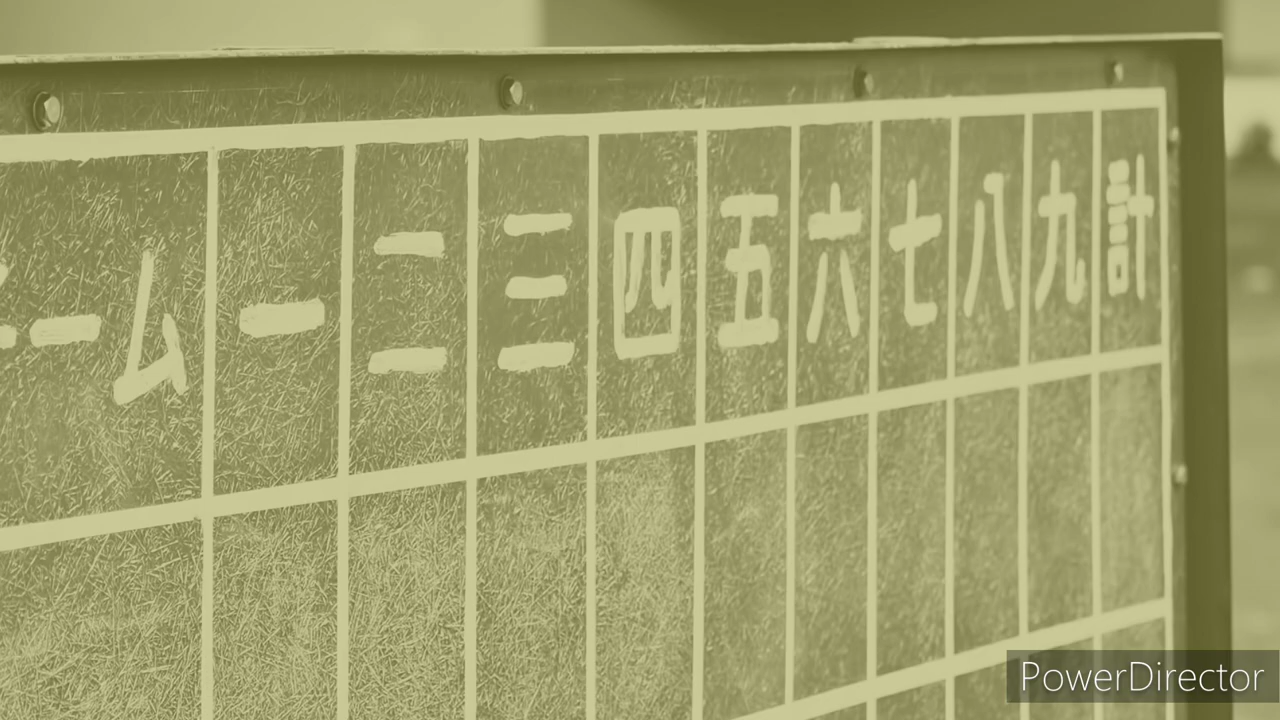 ーム 一 二 三 四 五 六 七 八 九 計
PowerDirector